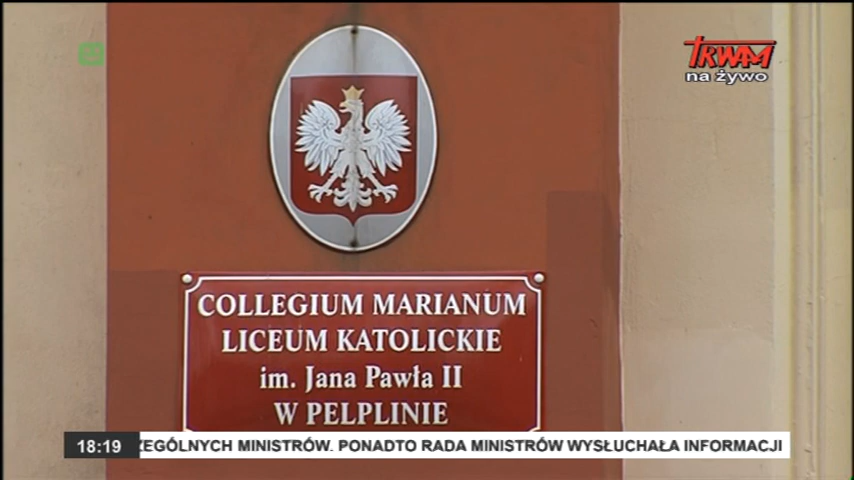 TRWAM
na żywo
COLLEGIUM MARIANUM
LICEUM KATOLICKIE
im. Jana Pawła II
W PELPLINIE
18:19
ZEGÓLNYCH MINISTRÓW. PONADTO RADA MINISTRÓW WYSŁUCHAŁA INFORMACJI